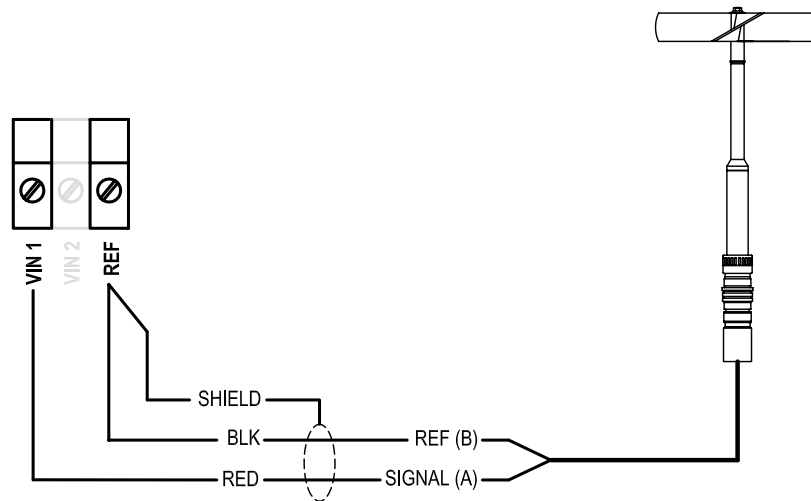 VIN 1
VIN 2
REF
SHIELD
BLK REF (B)
RED SIGNAL (A)